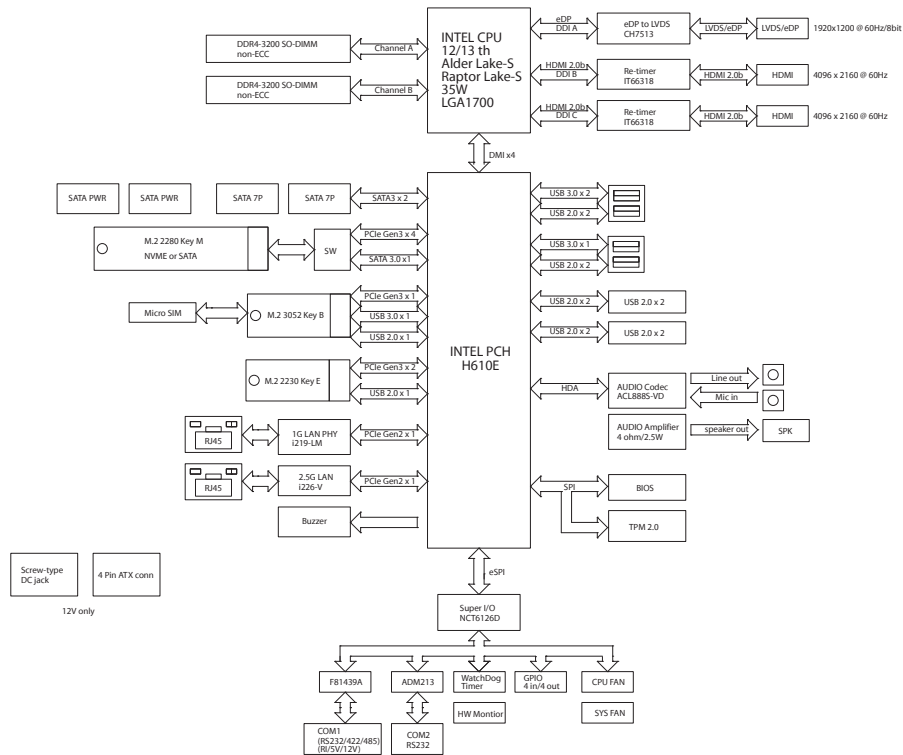 INTEL CPU
12/13 th
Alder Lake-S
Raptor Lake-S
35W
LGA1700
DDR4-3200 SO-DIMM
non-ECC
Channel A
DDR4-3200 SO-DIMM
non-ECC
Channel B
eDP
DDI A
eDP to LVDS
CH7513
LVDS/eDP
LVDS/eDP
1920x1200 @ 60Hz/8bit
HDMI 2.0b
DDI B
Re-timer
IT66318
HDMI 2.0b
HDMI
4096 x 2160 @ 60Hz
HDMI 2.0b
DDI C
Re-timer
IT66318
HDMI 2.0b
HDMI
4096 x 2160 @ 60Hz
DMI x4
INTEL PCH
H610E
SATA PWR
SATA PWR
SATA 7P
SATA 7P
SATA3 x 2
M.2 2280 Key M
NVME or SATA
SW
PCIe Gen3 x 4
SATA 3.0 x1
Micro SIM
M.2 3052 Key B
PCIe Gen3 x 1
USB 3.0 x 1
USB 2.0 x 1
M.2 2230 Key E
PCIe Gen3 x 2
USB 2.0 x 1
RJ45
1G LAN PHY
i219-LM
PCIe Gen2 x 1
RJ45
2.5G LAN
i226-V
PCIe Gen2 x 1
Buzzer
USB 3.0 x 2
USB 2.0 x 2
USB 3.0 x 1
USB 2.0 x 2
USB 2.0 x 2
USB 2.0 x 2
USB 2.0 x 2
USB 2.0 x 2
HDA
AUDIO Codec
ACL888S-VD
Line out
Mic in
AUDIO Amplifier
4 ohm/2.5W
speaker out
SPK
SPI
BIOS
TPM 2.0
Screw-type
DC jack
4 Pin ATX conn
12V only
eSPI
Super I/O
NCT6126D
F81439A
ADM213
WatchDog
Timer
GPIO
4 in/4 out
CPU FAN
HW Montior
SYS FAN
COM1
(RS232/422/485)
(RI/5V/12V)
COM2
RS232